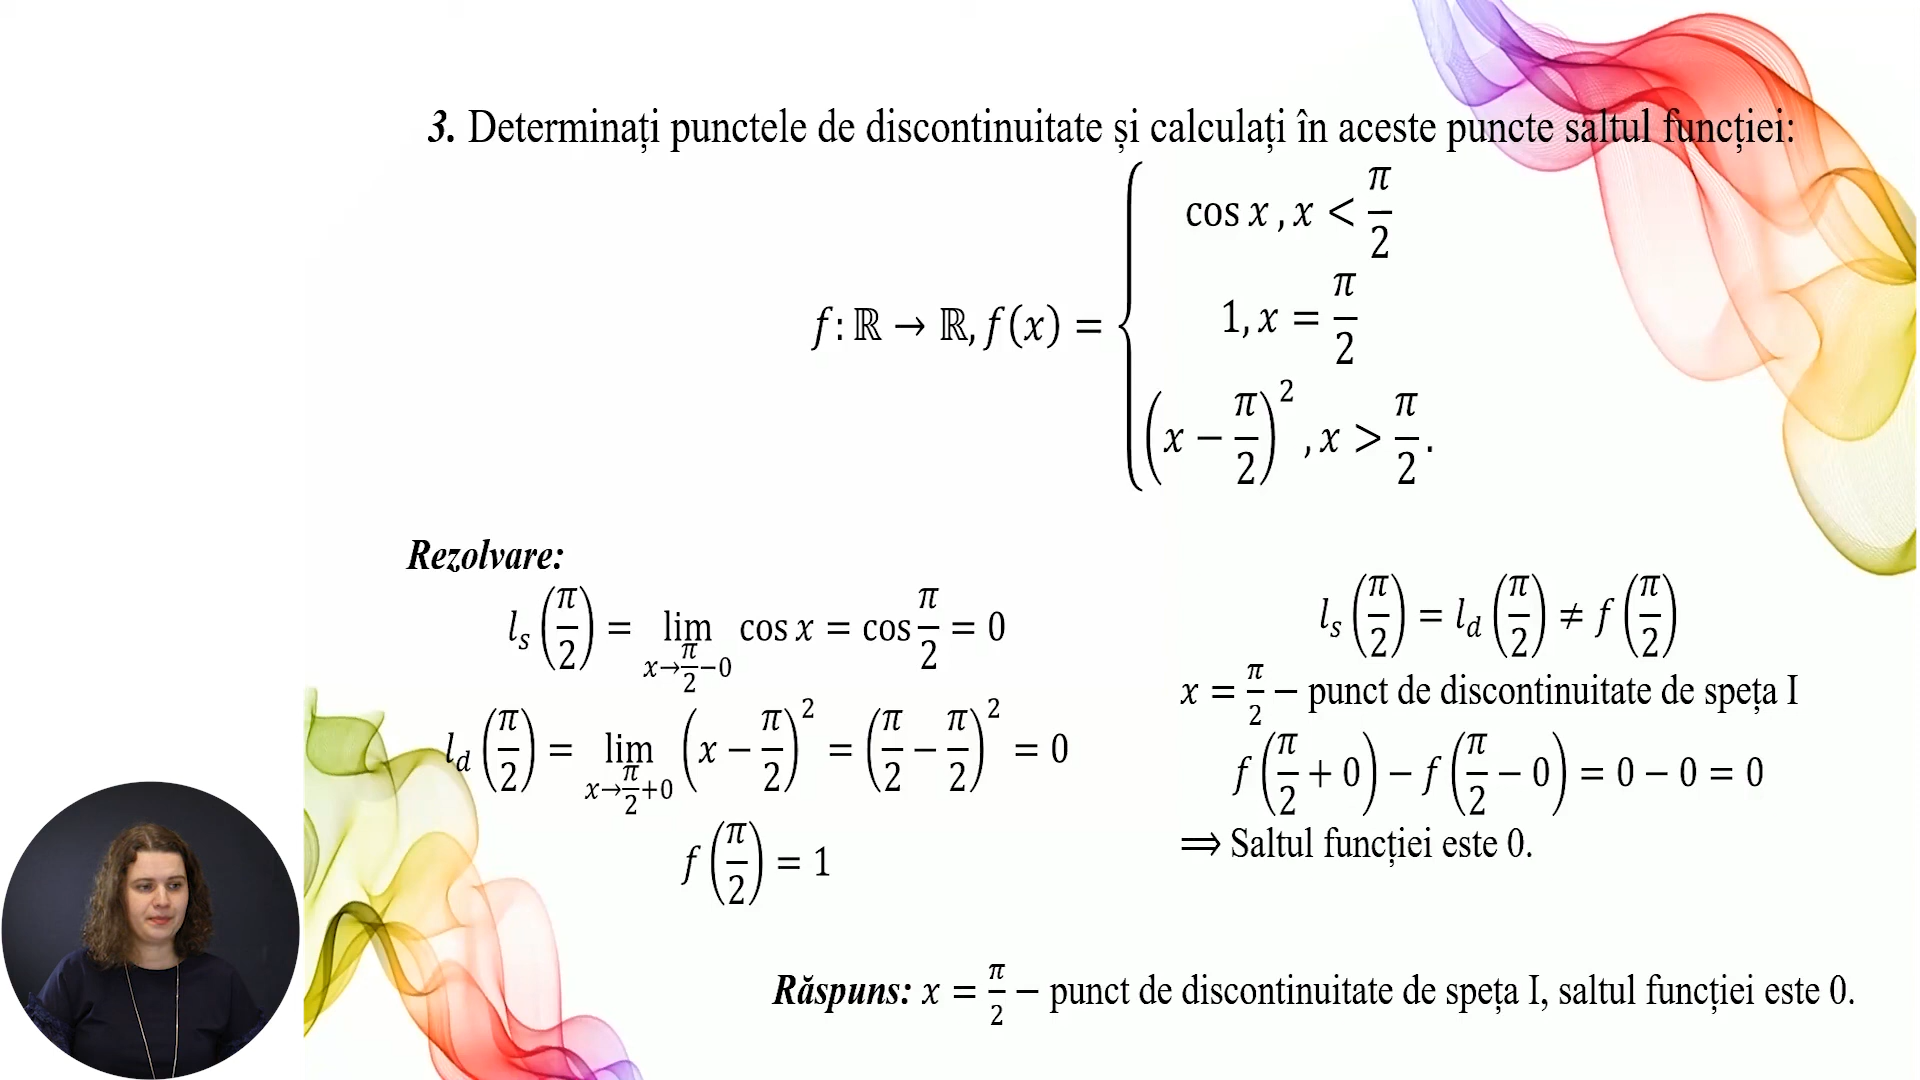 3. Determinați punctele de discontinuitate și calculați în aceste puncte saltul funcției:
f: ℝ → ℝ, f(x) = { cos x , x < π/2
1, x = π/2
(x − π/2)² , x > π/2.
Rezolvare:
l_s (π/2) = lim_{x→π/2−0} cos x = cos π/2 = 0
l_d (π/2) = lim_{x→π/2+0} (x − π/2)² = (π/2 − π/2)² = 0
f (π/2) = 1
l_s (π/2) = l_d (π/2) ≠ f (π/2)
x = π/2 − punct de discontinuitate de speța I
f (π/2 + 0) − f (π/2 − 0) = 0 − 0 = 0
⟹ Saltul funcției este 0.
Răspuns: x = π/2 − punct de discontinuitate de speța I, saltul funcției este 0.